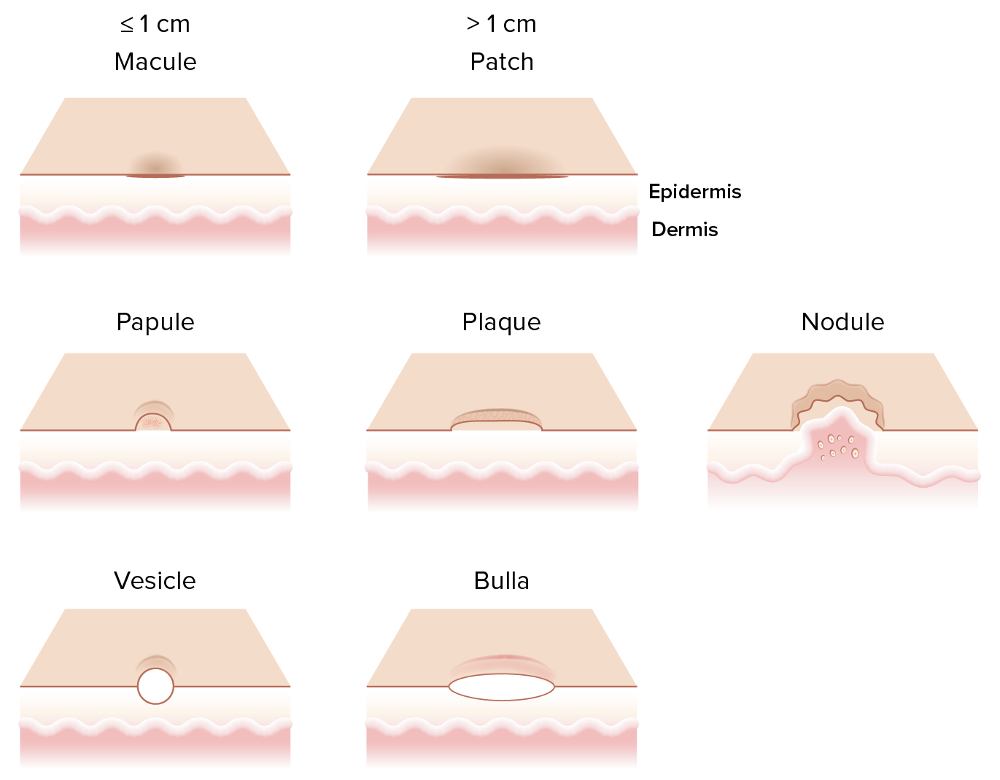 ≤ 1 cm
> 1 cm
Macule
Patch
Epidermis
Dermis
Papule
Plaque
Nodule
Vesicle
Bulla